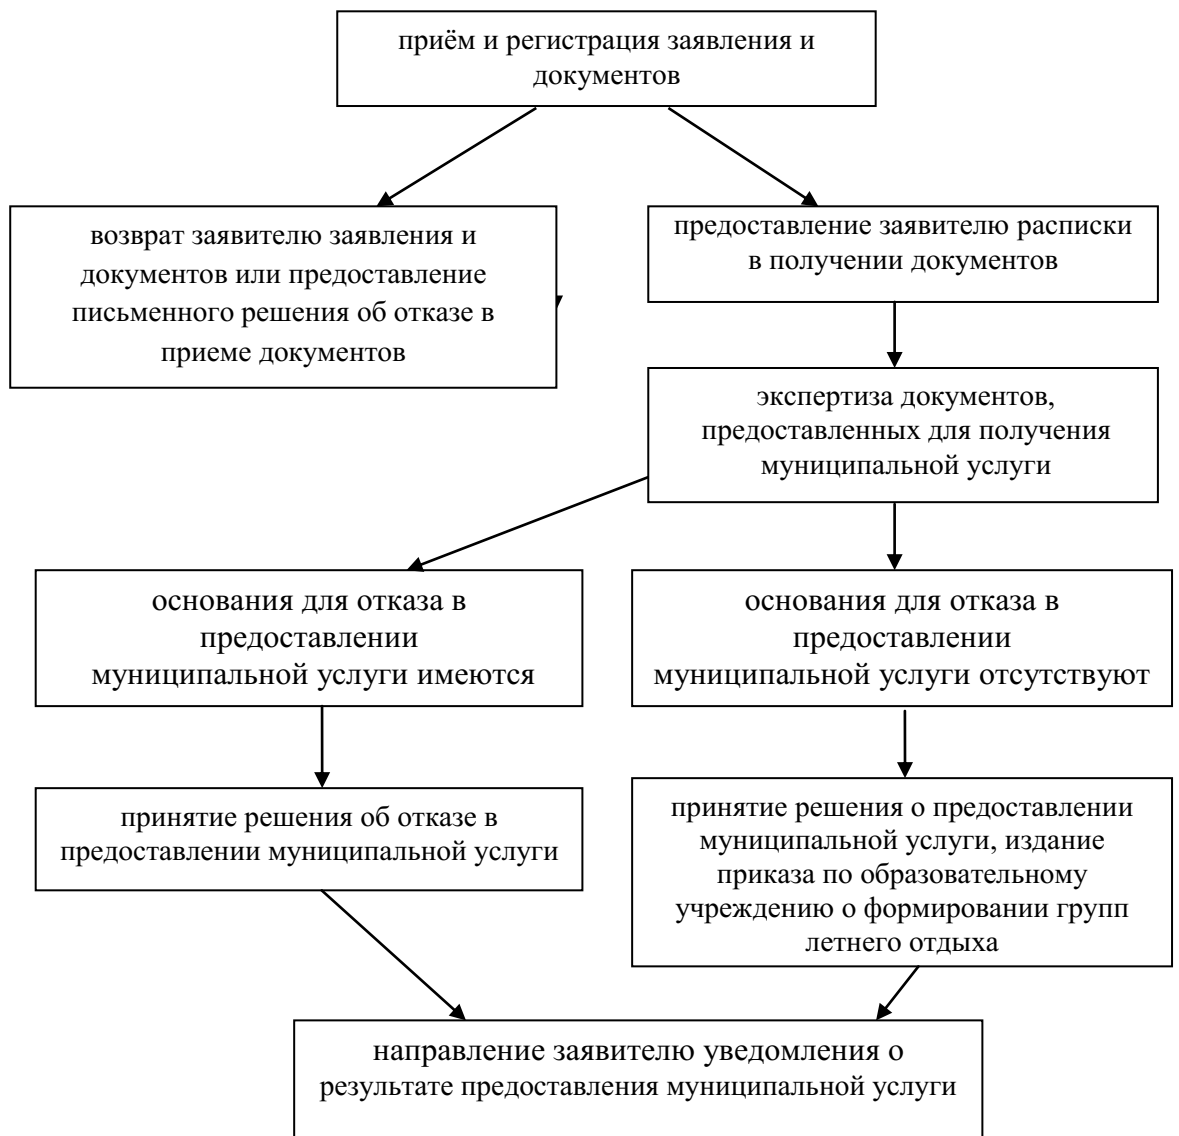 приём и регистрация заявления и
документов
возврат заявителю заявления и
документов или предоставление
письменного решения об отказе в
приеме документов
предоставление заявителю расписки
в получении документов
экспертиза документов,
предоставленных для получения
муниципальной услуги
основания для отказа в
предоставлении
муниципальной услуги имеются
основания для отказа в
предоставлении
муниципальной услуги отсутствуют
принятие решения об отказе в
предоставлении муниципальной услуги
принятие решения о предоставлении
муниципальной услуги, издание
приказа по образовательному
учреждению о формировании групп
летнего отдыха
направление заявителю уведомления о
результате предоставления муниципальной услуги